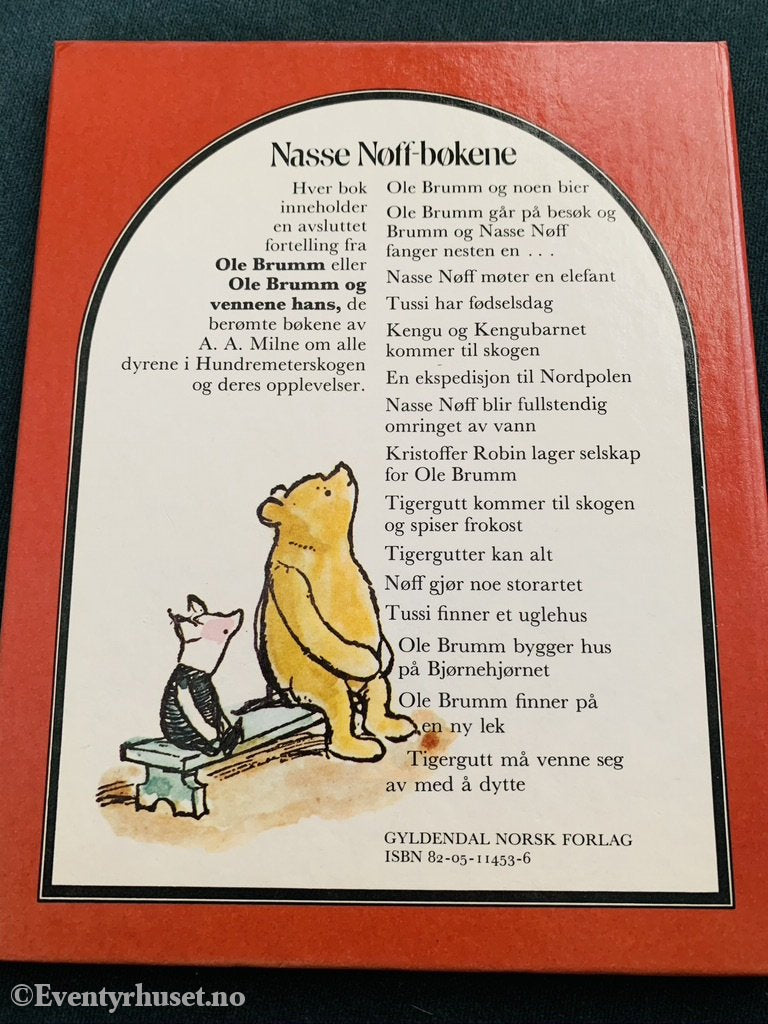 Nasse Nøff-bøkene
Hver bok
inneholder
en avsluttet
fortelling fra
Ole Brumm eller
Ole Brumm og
vennene hans, de
berømte bøkene av
A. A. Milne om alle
dyrene i Hundremeterskogen
og deres opplevelser.
Ole Brumm og noen bier
Ole Brumm går på besøk og
Brumm og Nasse Nøff
fanger nesten en . . .
Nasse Nøff møter en elefant
Tussi har fødselsdag
Kengu og Kengubarnet
kommer til skogen
En ekspedisjon til Nordpolen
Nasse Nøff blir fullstendig
omringet av vann
Kristoffer Robin lager selskap
for Ole Brumm
Tigergutt kommer til skogen
og spiser frokost
Tigergutter kan alt
Nøff gjør noe storartet
Tussi finner et uglehus
Ole Brumm bygger hus
på Bjørnehjørnet
Ole Brumm finner på
en ny lek
Tigergutt må venne seg
av med å dytte
GYLDENDAL NORSK FORLAG
ISBN 82-05-11453-6
©Eventyrhuset.no